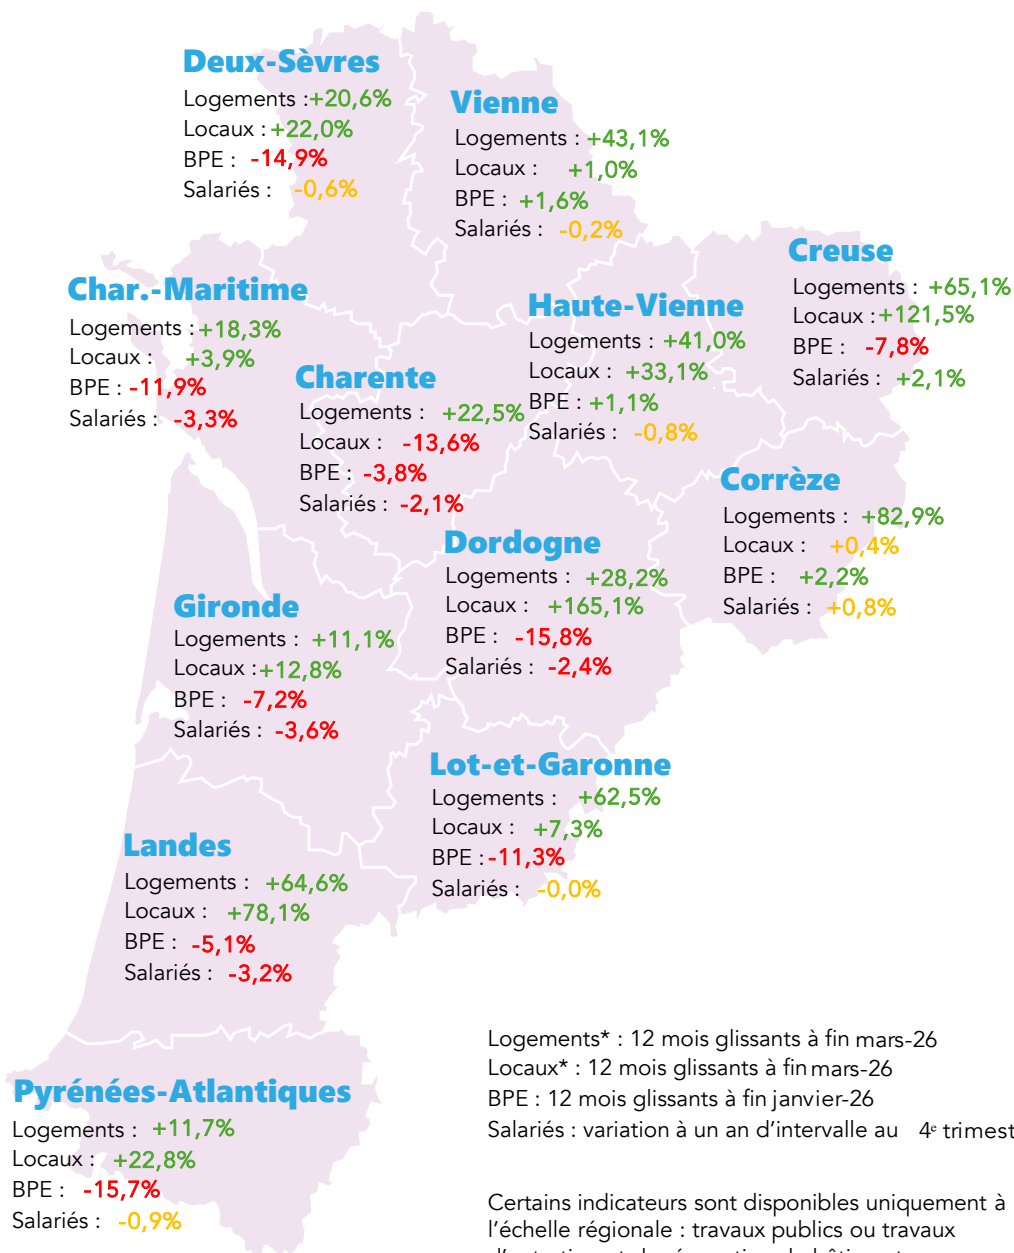 Deux-Sèvres
Logements : +20,6%
Locaux : +22,0%
BPE : -14,9%
Salariés : -0,6%
Vienne
Logements : +43,1%
Locaux : +1,0%
BPE : +1,6%
Salariés : -0,2%
Creuse
Logements : +65,1%
Locaux : +121,5%
BPE : -7,8%
Salariés : +2,1%
Char.-Maritime
Logements : +18,3%
Locaux : +3,9%
BPE : -11,9%
Salariés : -3,3%
Haute-Vienne
Logements : +41,0%
Locaux : +33,1%
BPE : +1,1%
Salariés : -0,8%
Charente
Logements : +22,5%
Locaux : -13,6%
BPE : -3,8%
Salariés : -2,1%
Corrèze
Logements : +82,9%
Locaux : +0,4%
BPE : +2,2%
Salariés : +0,8%
Dordogne
Logements : +28,2%
Locaux : +165,1%
BPE : -15,8%
Salariés : -2,4%
Gironde
Logements : +11,1%
Locaux : +12,8%
BPE : -7,2%
Salariés : -3,6%
Lot-et-Garonne
Logements : +62,5%
Locaux : +7,3%
BPE : -11,3%
Salariés : -0,0%
Landes
Logements : +64,6%
Locaux : +78,1%
BPE : -5,1%
Salariés : -3,2%
Pyrénées-Atlantiques
Logements : +11,7%
Locaux : +22,8%
BPE : -15,7%
Salariés : -0,9%
Logements* : 12 mois glissants à fin mars-26
Locaux* : 12 mois glissants à fin mars-26
BPE : 12 mois glissants à fin janvier-26
Salariés : variation à un an d'intervalle au 4e trimest
Certains indicateurs sont disponibles uniquement à
l'échelle régionale : travaux publics ou travaux